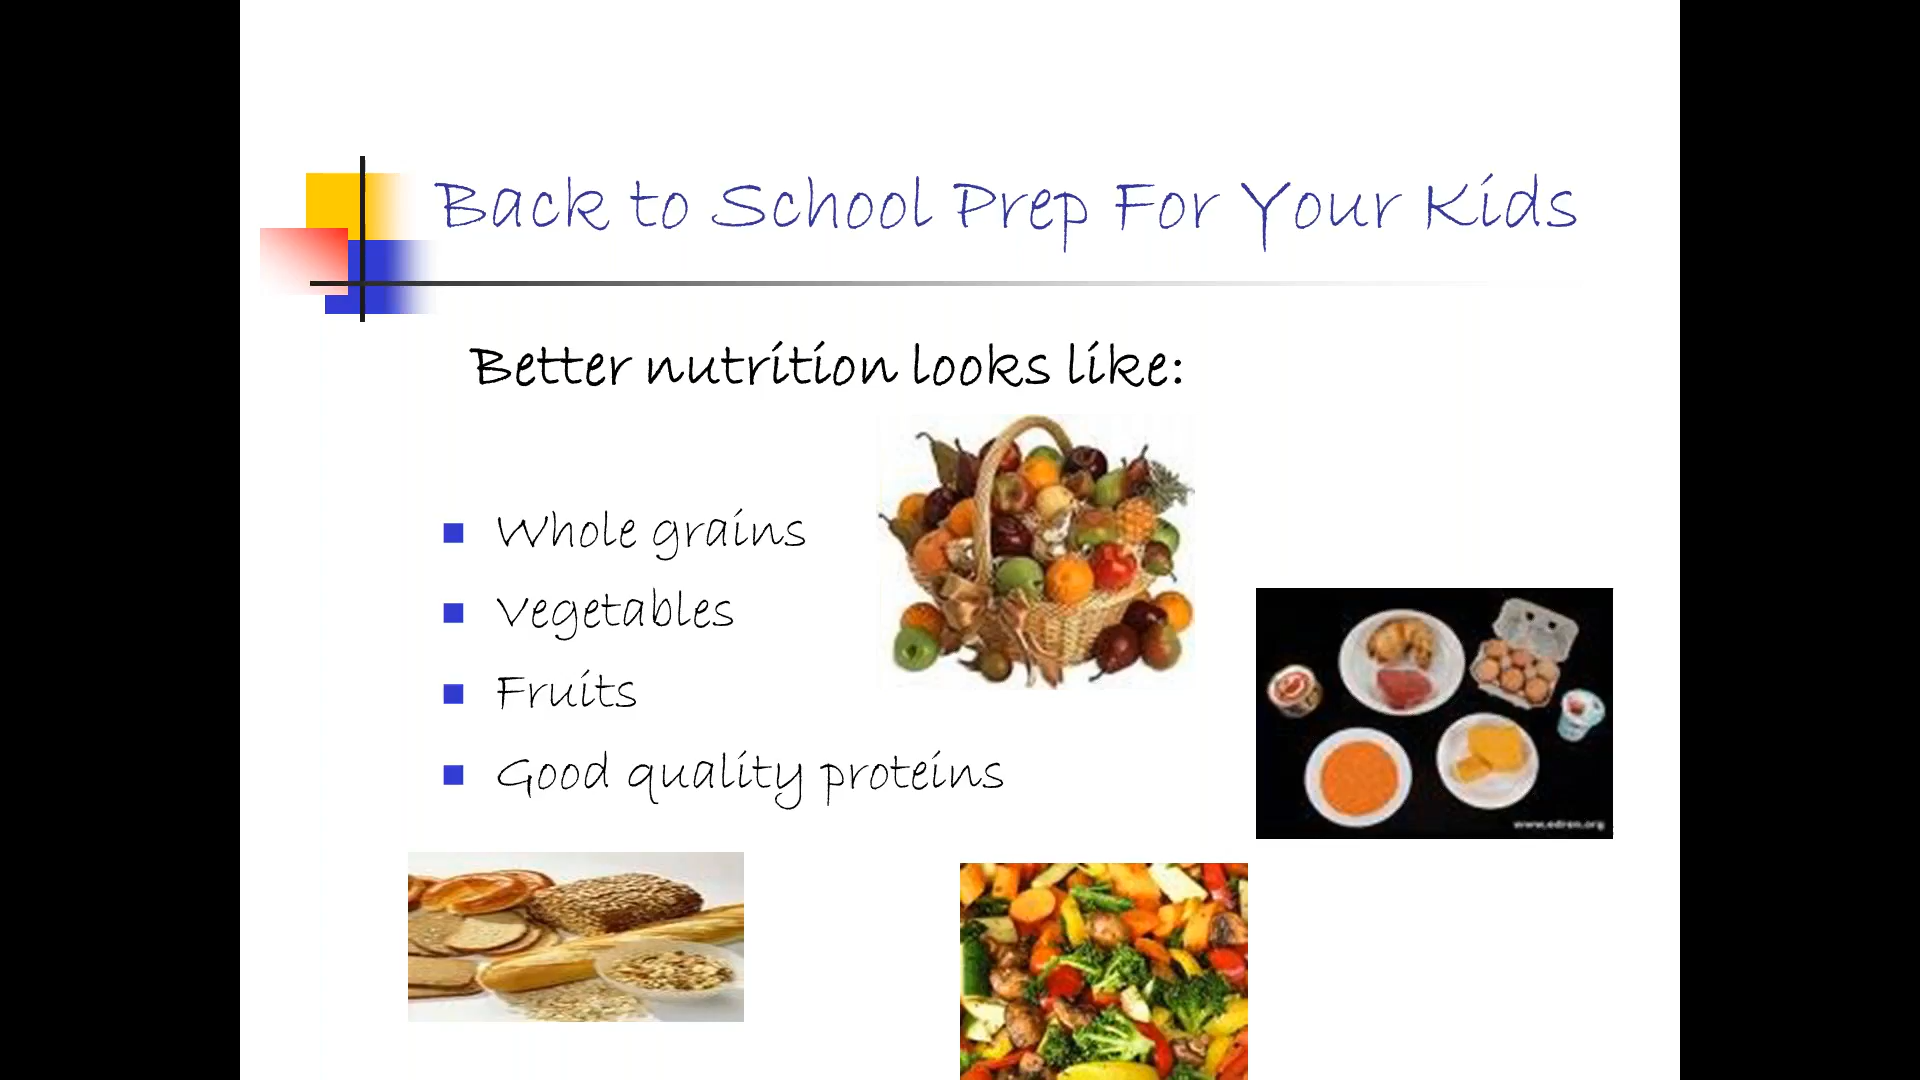 Back to School Prep For Your Kids
Better nutrition looks like:
Whole grains
Vegetables
Fruits
Good quality proteins
www.edren.org